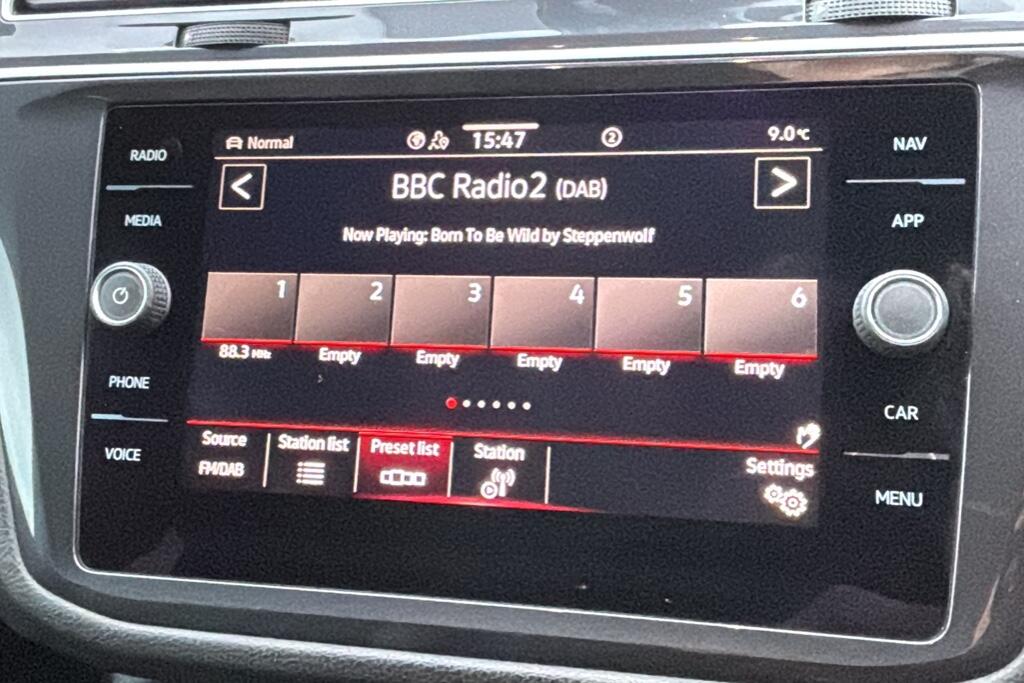 RADIO
MEDIA
PHONE
VOICE
Normal
15:47
2
9.0°C
< BBC Radio2 (DAB) >
Now Playing: Born To Be Wild by Steppenwolf
1 2 3 4 5 6
88.3 MHz Empty Empty Empty Empty Empty
Source Station list Preset list Station Settings
FM/DAB
NAV
APP
CAR
MENU